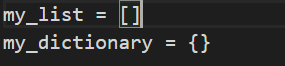 my_list = []
my_dictionary = {}